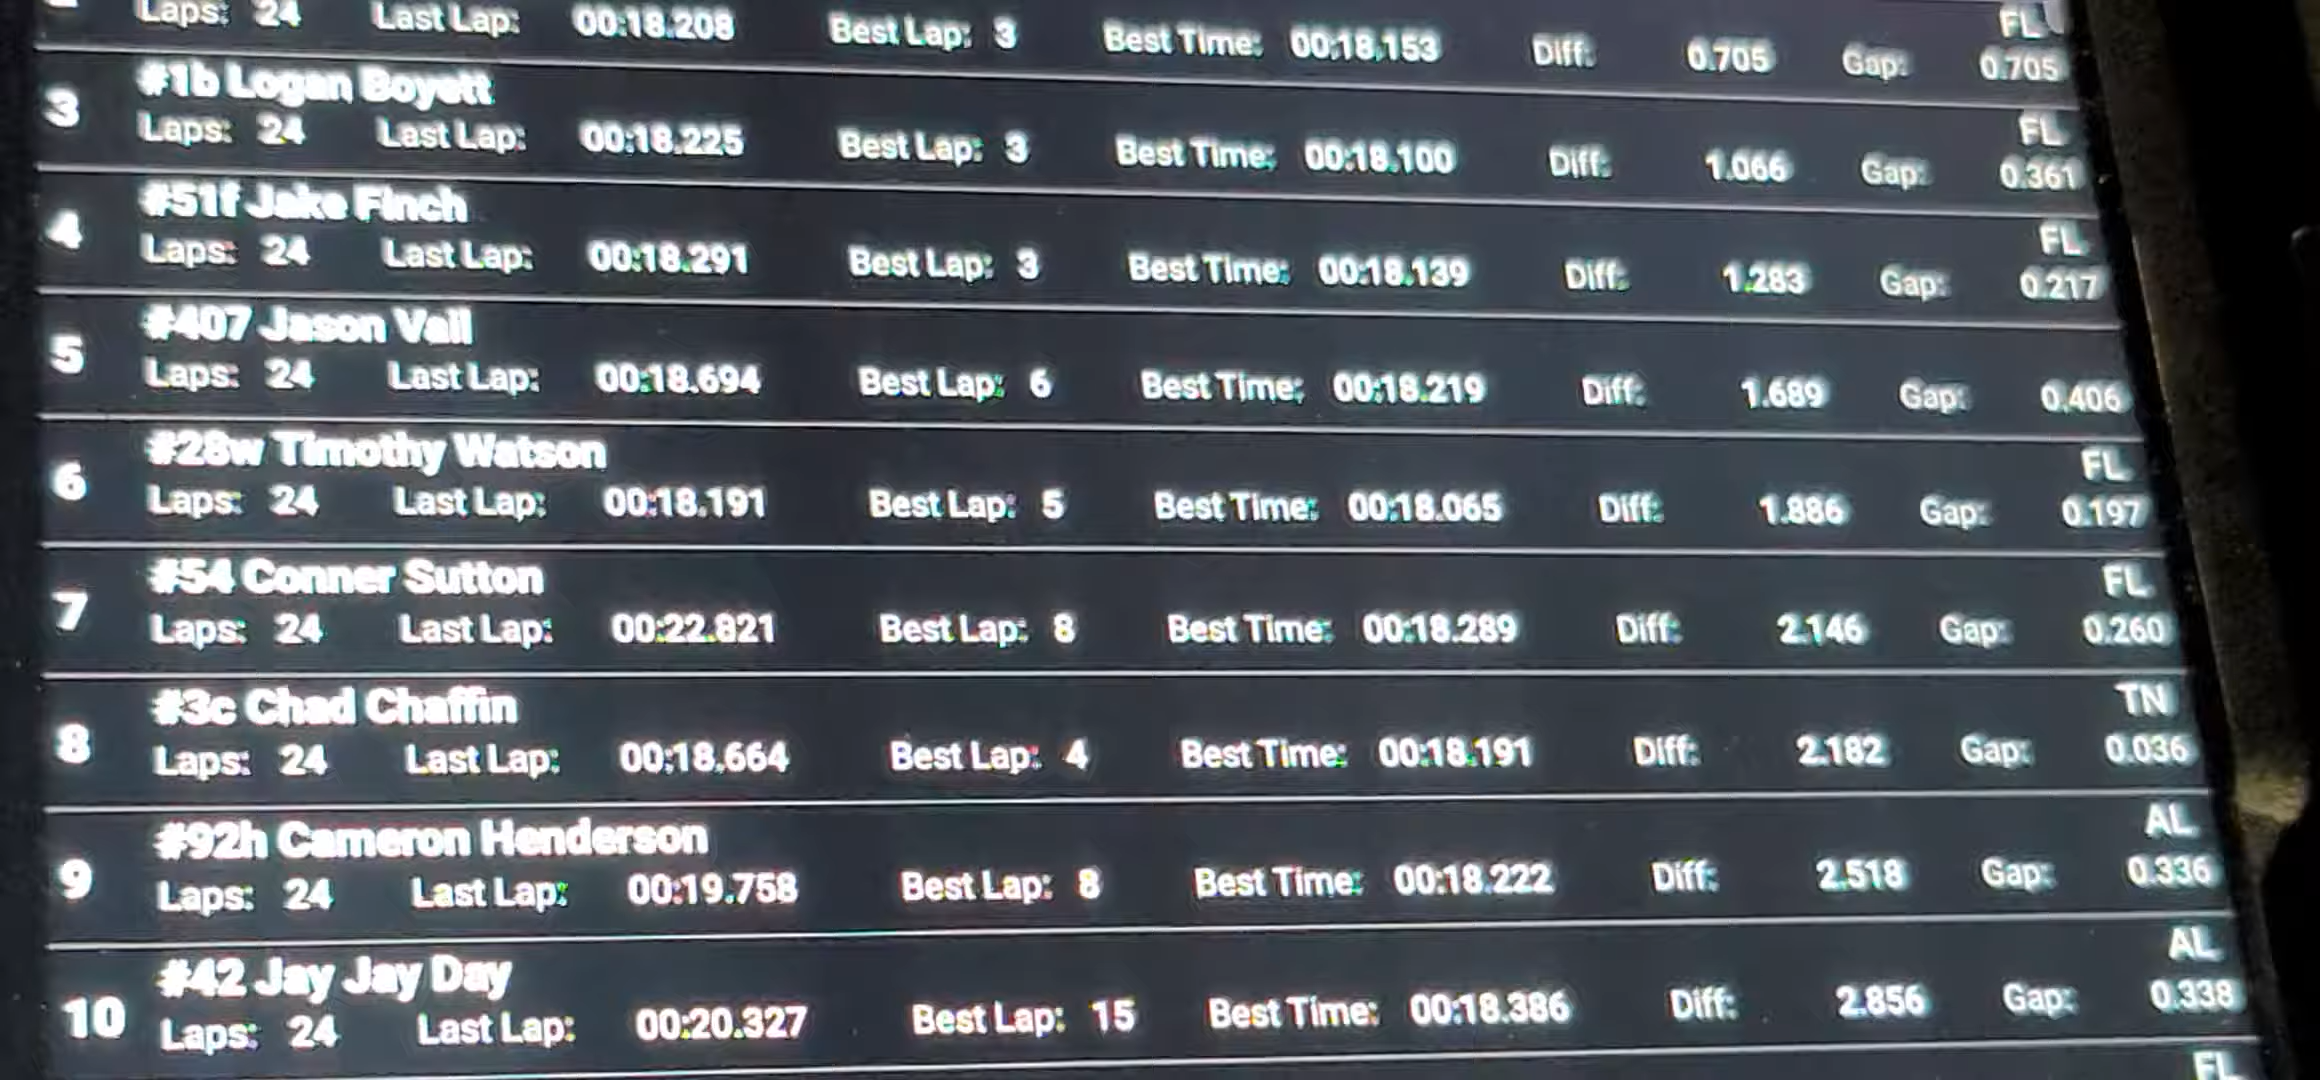 Laps: 24 Last Lap: 00:18.208 Best Lap: 3 Best Time: 00:18.153 Diff: 0.705 Gap: 0.705
FL
3 #1b Logan Boyett
Laps: 24 Last Lap: 00:18.225 Best Lap: 3 Best Time: 00:18.100 Diff: 1.066 Gap: 0.361
FL
4 #51f Jake Finch
Laps: 24 Last Lap: 00:18.291 Best Lap: 3 Best Time: 00:18.139 Diff: 1.283 Gap: 0.217
FL
5 #407 Jason Vail
Laps: 24 Last Lap: 00:18.694 Best Lap: 6 Best Time: 00:18.219 Diff: 1.689 Gap: 0.406
6 #28w Timothy Watson
Laps: 24 Last Lap: 00:18.191 Best Lap: 5 Best Time: 00:18.065 Diff: 1.886 Gap: 0.197
FL
7 #54 Conner Sutton
Laps: 24 Last Lap: 00:22.821 Best Lap: 8 Best Time: 00:18.289 Diff: 2.146 Gap: 0.260
FL
8 #3c Chad Chaffin
Laps: 24 Last Lap: 00:18.664 Best Lap: 4 Best Time: 00:18.191 Diff: 2.182 Gap: 0.036
TN
9 #92h Cameron Henderson
Laps: 24 Last Lap: 00:19.758 Best Lap: 8 Best Time: 00:18.222 Diff: 2.518 Gap: 0.336
AL
10 #42 Jay Jay Day
Laps: 24 Last Lap: 00:20.327 Best Lap: 15 Best Time: 00:18.386 Diff: 2.856 Gap: 0.338
AL
FL